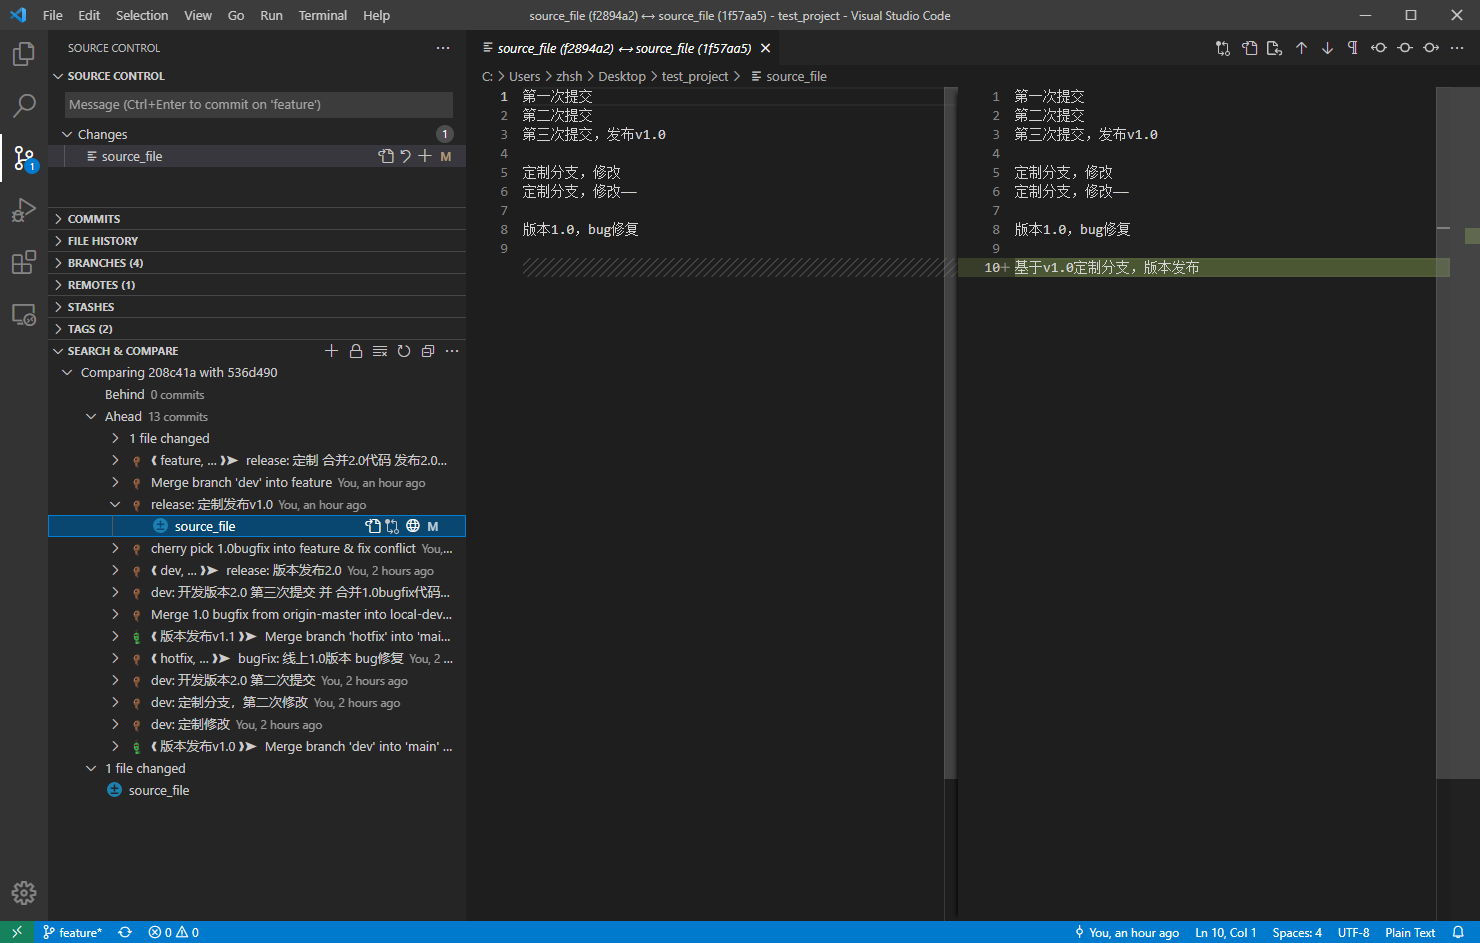 File Edit Selection View Go Run Terminal Help
source_file (f2894a2) ↔ source_file (1f57aa5) - test_project - Visual Studio Code
SOURCE CONTROL
SOURCE CONTROL
Message (Ctrl+Enter to commit on 'feature')
Changes 1
source_file M
1
COMMITS
FILE HISTORY
BRANCHES (4)
REMOTES (1)
STASHES
TAGS (2)
SEARCH & COMPARE
Comparing 208c41a with 536d490
Behind 0 commits
Ahead 13 commits
1 file changed
❨feature, ... ❩➤ release: 定制 合并2.0代码 发布2.0...
Merge branch 'dev' into feature You, an hour ago
release: 定制发布v1.0 You, an hour ago
source_file M
cherry pick 1.0bugfix into feature & fix conflict You,...
❨dev, ... ❩➤ release: 版本发布2.0 You, 2 hours ago
dev: 开发版本2.0 第三次提交 并 合并1.0bugfix代码...
Merge 1.0 bugfix from origin-master into local-dev...
❨版本发布v1.1 ❩➤ Merge branch 'hotfix' into 'mai...
❨hotfix, ... ❩➤ bugFix: 线上1.0版本 bug修复 You, 2 ...
dev: 开发版本2.0 第二次提交 You, 2 hours ago
dev: 定制分支，第二次修改 You, 2 hours ago
dev: 定制修改 You, 2 hours ago
❨版本发布v1.0 ❩➤ Merge branch 'dev' into 'main' ...
1 file changed
source_file
source_file (f2894a2) ↔ source_file (1f57aa5)
C: > Users > zhsh > Desktop > test_project > source_file
1 第一次提交
2 第二次提交
3 第三次提交，发布v1.0
4
5 定制分支，修改
6 定制分支，修改——
7
8 版本1.0，bug修复
9
1 第一次提交
2 第二次提交
3 第三次提交，发布v1.0
4
5 定制分支，修改
6 定制分支，修改——
7
8 版本1.0，bug修复
9
10+ 基于v1.0定制分支，版本发布
feature* 0 0 You, an hour ago Ln 10, Col 1 Spaces: 4 UTF-8 Plain Text